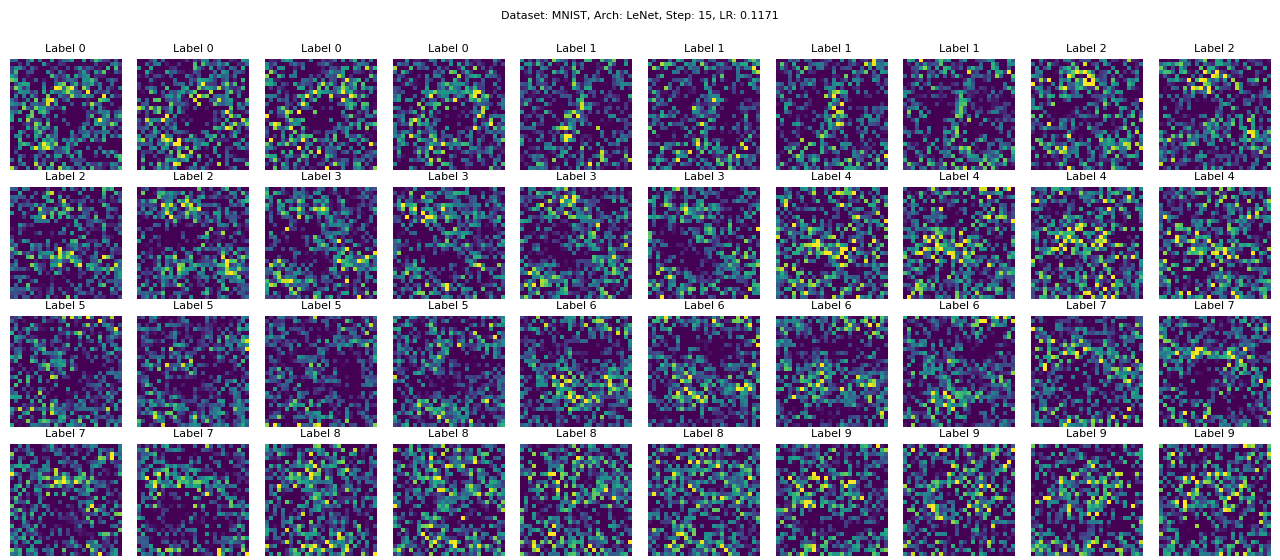 Dataset: MNIST, Arch: LeNet, Step: 15, LR: 0.1171
Label 0 Label 0 Label 0 Label 0 Label 1 Label 1 Label 1 Label 1 Label 2 Label 2
Label 2 Label 2 Label 3 Label 3 Label 3 Label 3 Label 4 Label 4 Label 4 Label 4
Label 5 Label 5 Label 5 Label 5 Label 6 Label 6 Label 6 Label 6 Label 7 Label 7
Label 7 Label 7 Label 8 Label 8 Label 8 Label 8 Label 9 Label 9 Label 9 Label 9